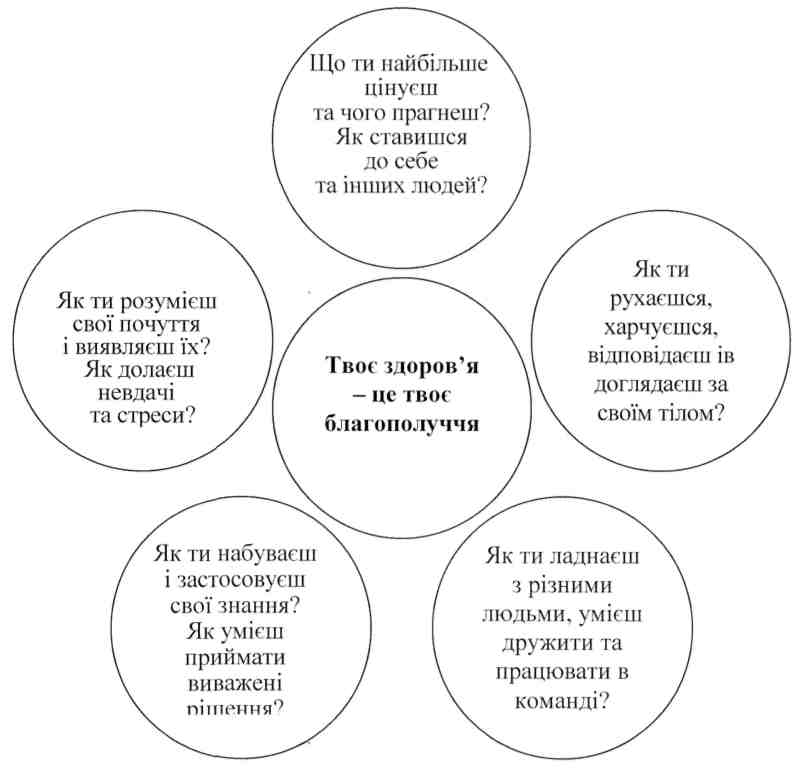 Що ти найбільше
цінуєш
та чого прагнеш?
Як ставишся
до себе
та інших людей?
Як ти розумієш
свої почуття
і виявляєш їх?
Як долаєш
невдачі
та стреси?
Твоє здоров’я
– це твоє
благополуччя
Як ти
рухаєшся,
харчуєшся,
відповідаєш ів
доглядаєш за
своїм тілом?
Як ти набуваєш
і застосовуєш
свої знання?
Як умієш
приймати
виважені
рішення?
Як ти ладнаєш
з різними
людьми, умієш
дружити та
працювати в
команді?